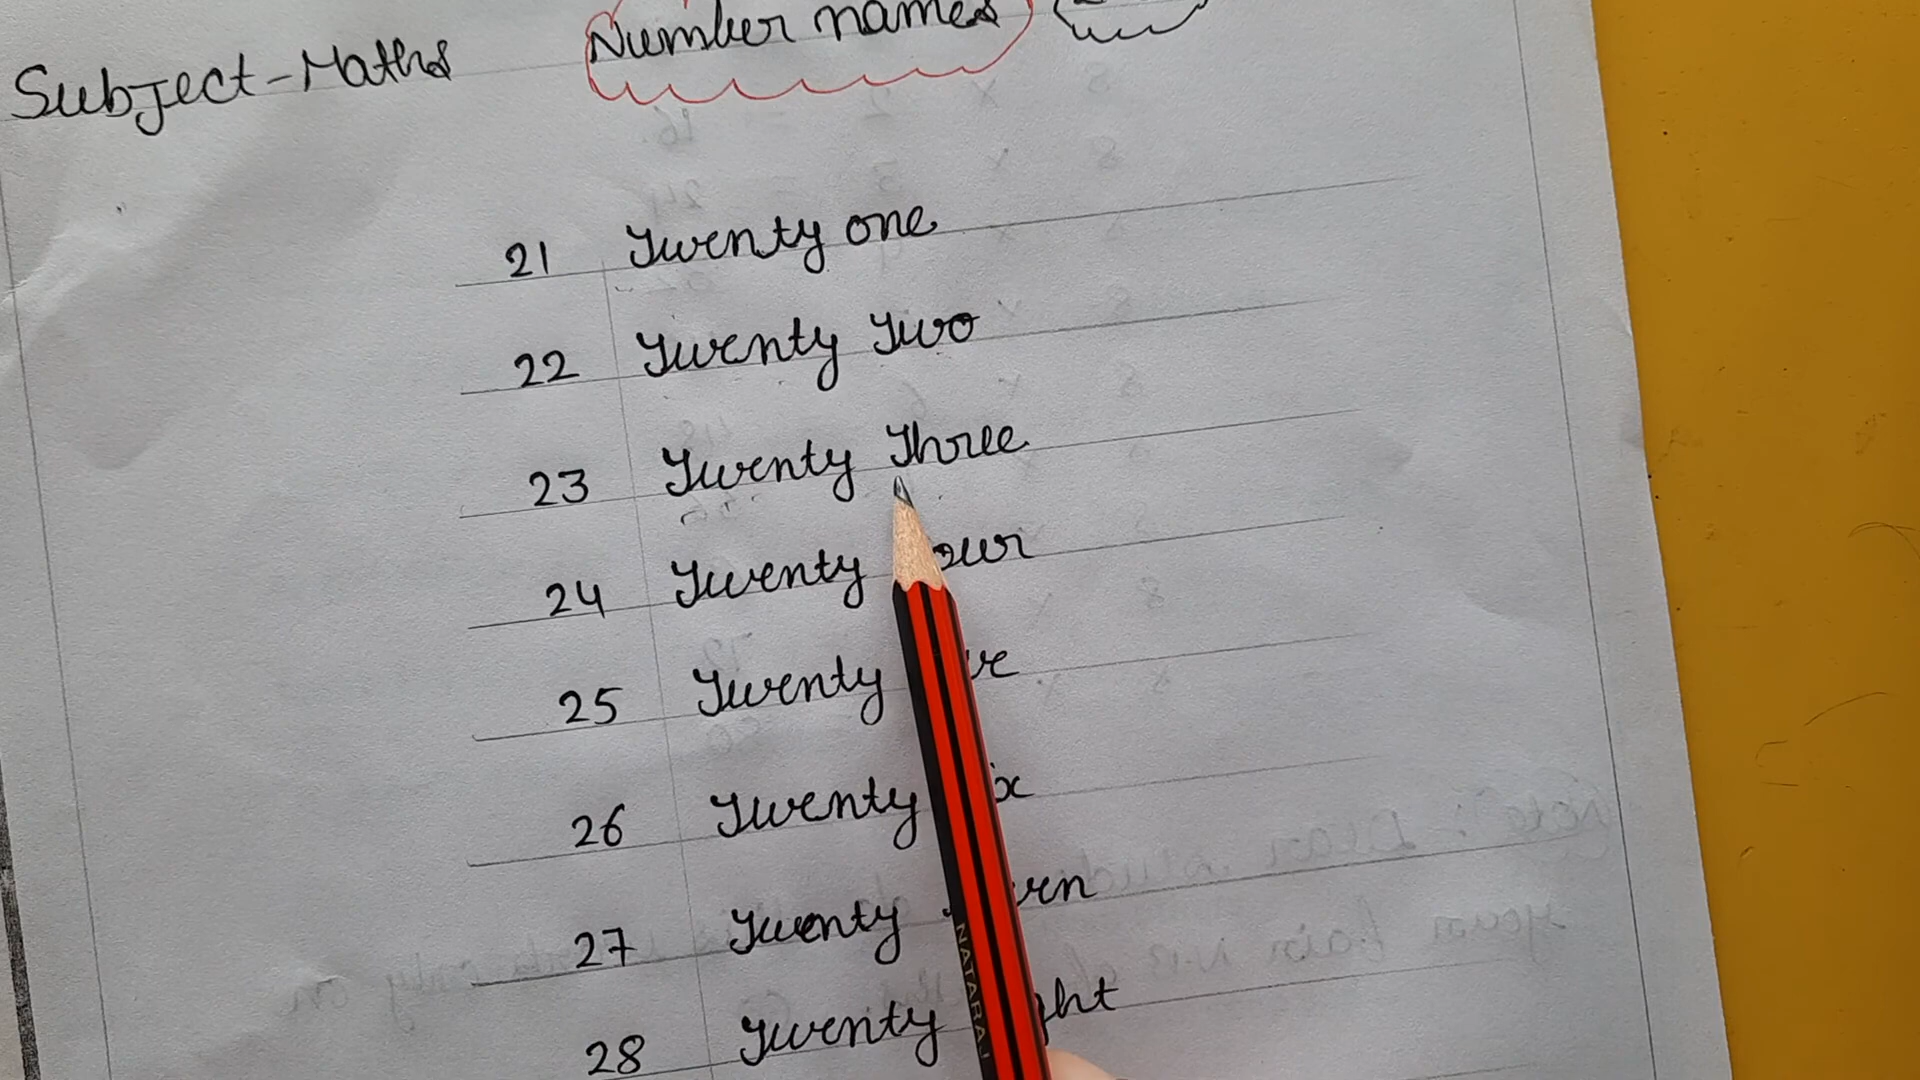 Subject-Maths Number names
21 Twenty one
22 Twenty Two
23 Twenty Three
24 Twenty
25 Twenty
26 Twenty
27 Twenty
28 Twenty
NATARAJ